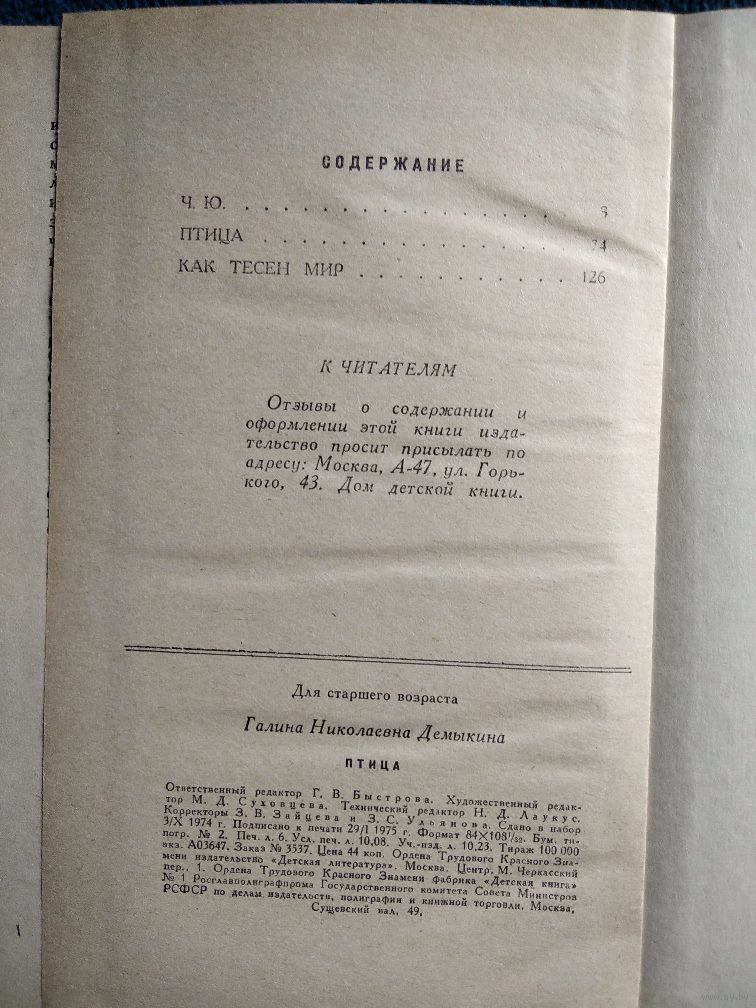 СОДЕРЖАНИЕ
Ч. Ю. . . . . . . . . . . . . . . . . . . 3
ПТИЦА . . . . . . . . . . . . . . . . . 74
КАК ТЕСЕН МИР . . . . . . . . . . . 126
К ЧИТАТЕЛЯМ
Отзывы о содержании и
оформлении этой книги изда-
тельство просит присылать по
адресу: Москва, А-47, ул. Горь-
кого, 43. Дом детской книги.
Для старшего возраста
Галина Николаевна Демыкина
ПТИЦА
Ответственный редактор Г. В. Быстрова. Художественный редак-
тор М. Д. Суховцева. Технический редактор Н. Д. Лаукус.
Корректоры З. В. Зайцева и З. С. Ульянова. Сдано в набор
3/X 1974 г. Подписано к печати 29/I 1975 г. Формат 84×108¹/₃₂. Бум. ти-
погр. № 2. Печ. л. 6. Усл. печ. л. 10,08. Уч.-изд. л. 10,23. Тираж 100 000
экз. А03647. Заказ № 3537. Цена 44 коп. Ордена Трудового Красного Зна-
мени издательство «Детская литература». Москва. Центр, М. Черкасский
пер., 1. Ордена Трудового Красного Знамени фабрика «Детская книга»
№ 1 Росглавполиграфпрома Государственного комитета Совета Министров
РСФСР по делам издательств, полиграфии и книжной торговли. Москва,
Сущевский вал, 49.